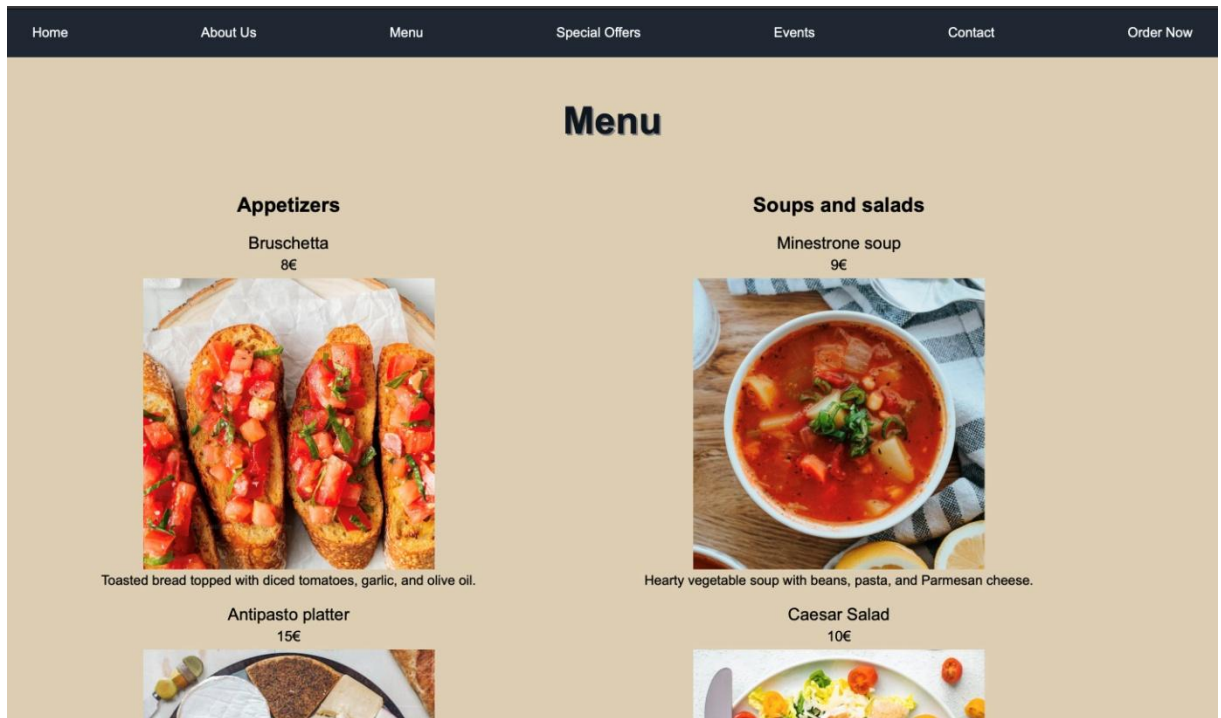 Home About Us Menu Special Offers Events Contact Order Now
Menu
Appetizers
Bruschetta
8€
Toasted bread topped with diced tomatoes, garlic, and olive oil.
Antipasto platter
15€
Soups and salads
Minestrone soup
9€
Hearty vegetable soup with beans, pasta, and Parmesan cheese.
Caesar Salad
10€